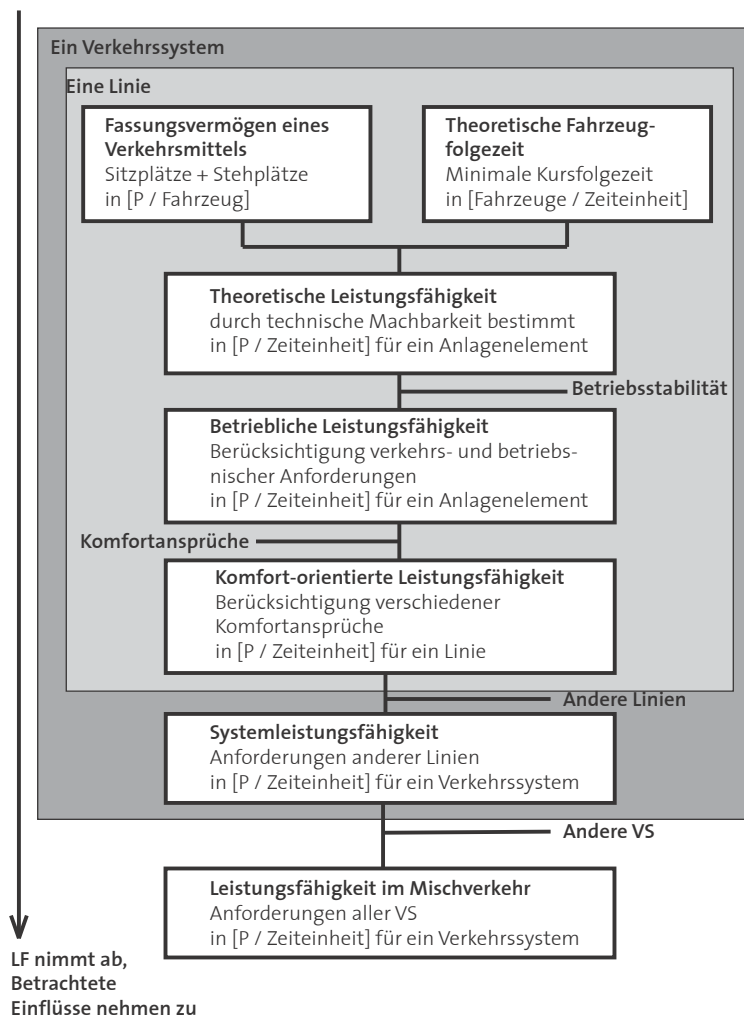 Ein Verkehrssystem
Eine Linie
Fassungsvermögen eines
Verkehrsmittels
Sitzplätze + Stehplätze
in [P / Fahrzeug]
Theoretische Fahrzeug-
folgezeit
Minimale Kursfolgezeit
in [Fahrzeuge / Zeiteinheit]
Theoretische Leistungsfähigkeit
durch technische Machbarkeit bestimmt
in [P / Zeiteinheit] für ein Anlagenelement
Betriebsstabilität
Betriebliche Leistungsfähigkeit
Berücksichtigung verkehrs- und betriebs-
nischer Anforderungen
in [P / Zeiteinheit] für ein Anlagenelement
Komfortansprüche
Komfort-orientierte Leistungsfähigkeit
Berücksichtigung verschiedener
Komfortansprüche
in [P / Zeiteinheit] für ein Linie
Andere Linien
Systemleistungsfähigkeit
Anforderungen anderer Linien
in [P / Zeiteinheit] für ein Verkehrssystem
Andere VS
Leistungsfähigkeit im Mischverkehr
Anforderungen aller VS
in [P / Zeiteinheit] für ein Verkehrssystem
LF nimmt ab,
Betrachtete
Einflüsse nehmen zu